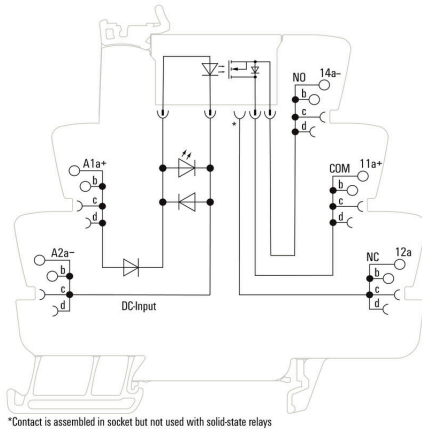 NO 14a–
b
c
d
*
A1a+
b
c
d
COM 11a+
b
c
d
A2a–
b
c
d
NC 12a
b
c
d
DC-Input
*Contact is assembled in socket but not used with solid-state relays